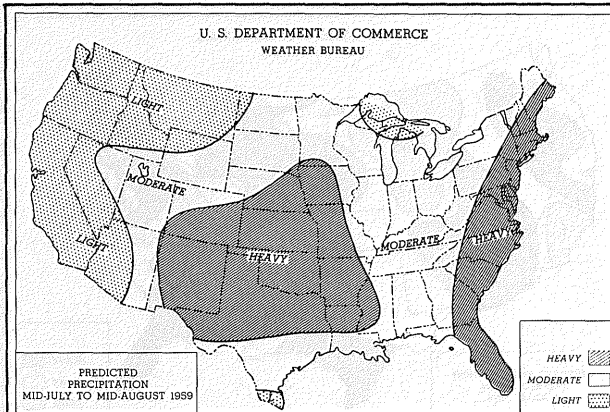 U. S. DEPARTMENT OF COMMERCE
WEATHER BUREAU
LIGHT
MODERATE
LIGHT
HEAVY
MODERATE
HEAVY
PREDICTED
PRECIPITATION
MID-JULY TO MID-AUGUST 1959
HEAVY
MODERATE
LIGHT